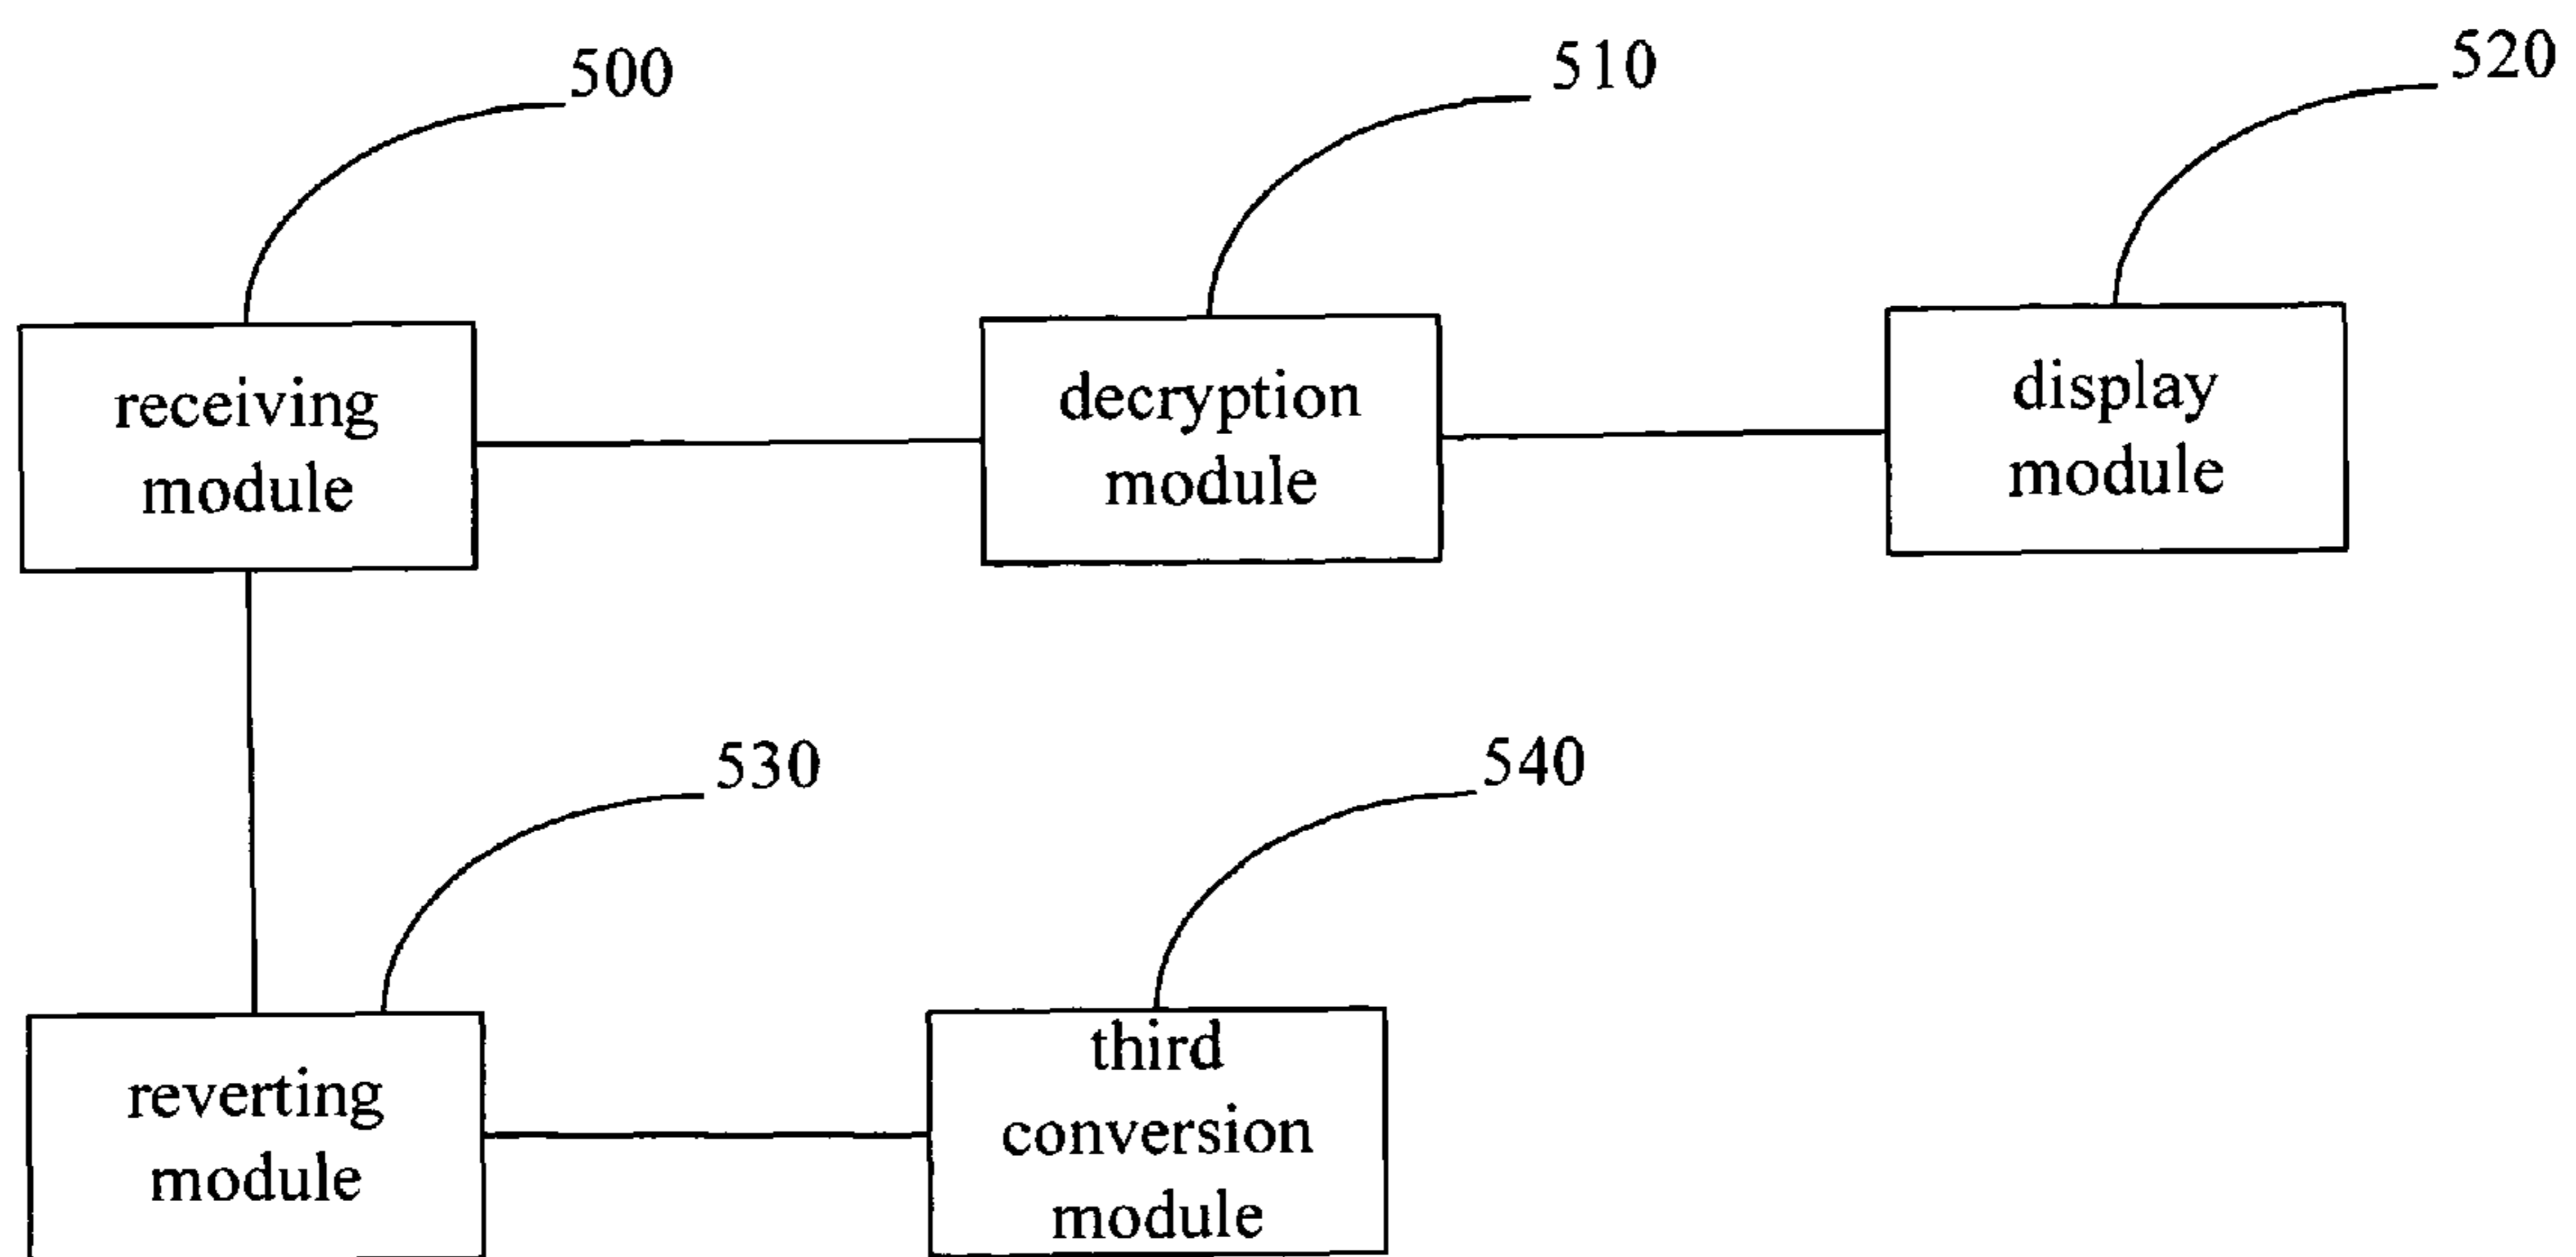 500
510
520
receiving
module
decryption
module
display
module
530
540
reverting
module
third
conversion
module